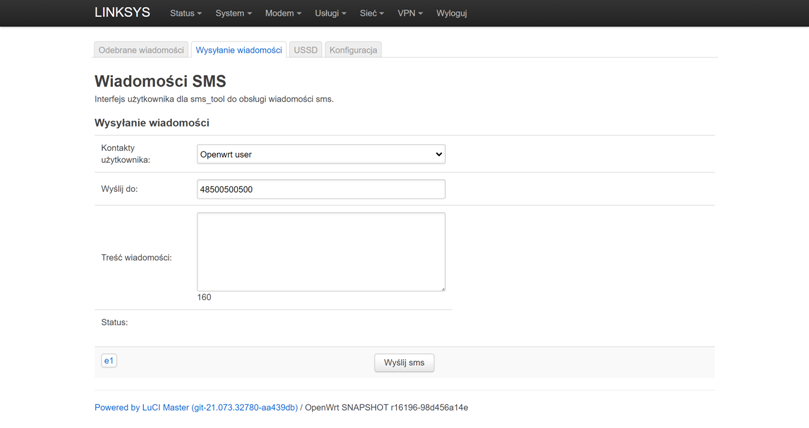 LINKSYS Status System Modem Usługi Sieć VPN Wyloguj
Odebrane wiadomości Wysyłanie wiadomości USSD Konfiguracja
Wiadomości SMS
Interfejs użytkownika dla sms_tool do obsługi wiadomości sms.
Wysyłanie wiadomości
Kontakty
użytkownika:
Openwrt user
Wyślij do:
48500500500
Treść wiadomości:
160
Status:
e1
Wyślij sms
Powered by LuCI Master (git-21.073.32780-aa439db) / OpenWrt SNAPSHOT r16196-98d456a14e